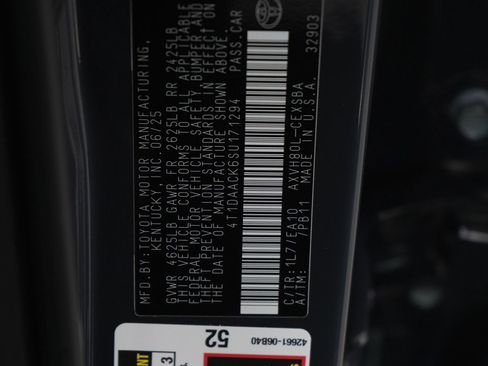 MFD.BY:TOYOTA MOTOR MANUFACTURING,
KENTUCKY, INC. 06/25
GVWR 4625LB GAWR FR 2625LB RR 2425LB
THIS VEHICLE CONFORMS TO ALL APPLICABLE
FEDERAL MOTOR VEHICLE SAFETY, BUMPER, AND
THEFT PREVENTION STANDARDS IN EFFECT ON
THE DATE OF MANUFACTURE SHOWN ABOVE.
4T1DAACK6SU171294 PASS.CAR
C/TR:1L7/EA10 AXVH80L-CEXSBA
A/TM: 7PB11 MADE IN U.S.A.
32903
52
42661-06B40